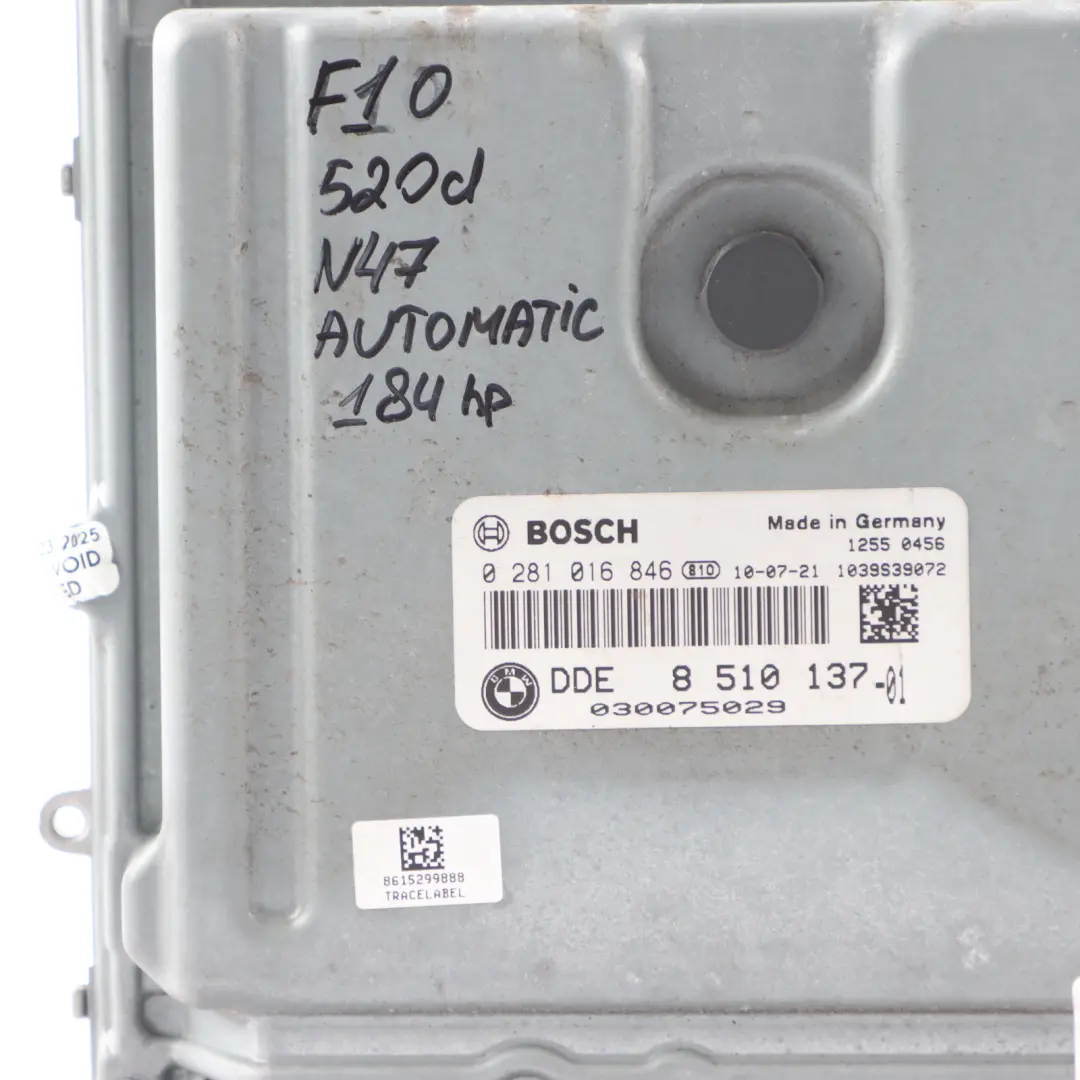 F10
520d
N47
AUTOMATIC
184 hp
BOSCH
Made in Germany
1255 0456
0 281 016 846 810 10-07-21 1039S39072
BMW
DDE 8 510 137-01
030075029
2025
VOID
8615299888
TRACELABEL